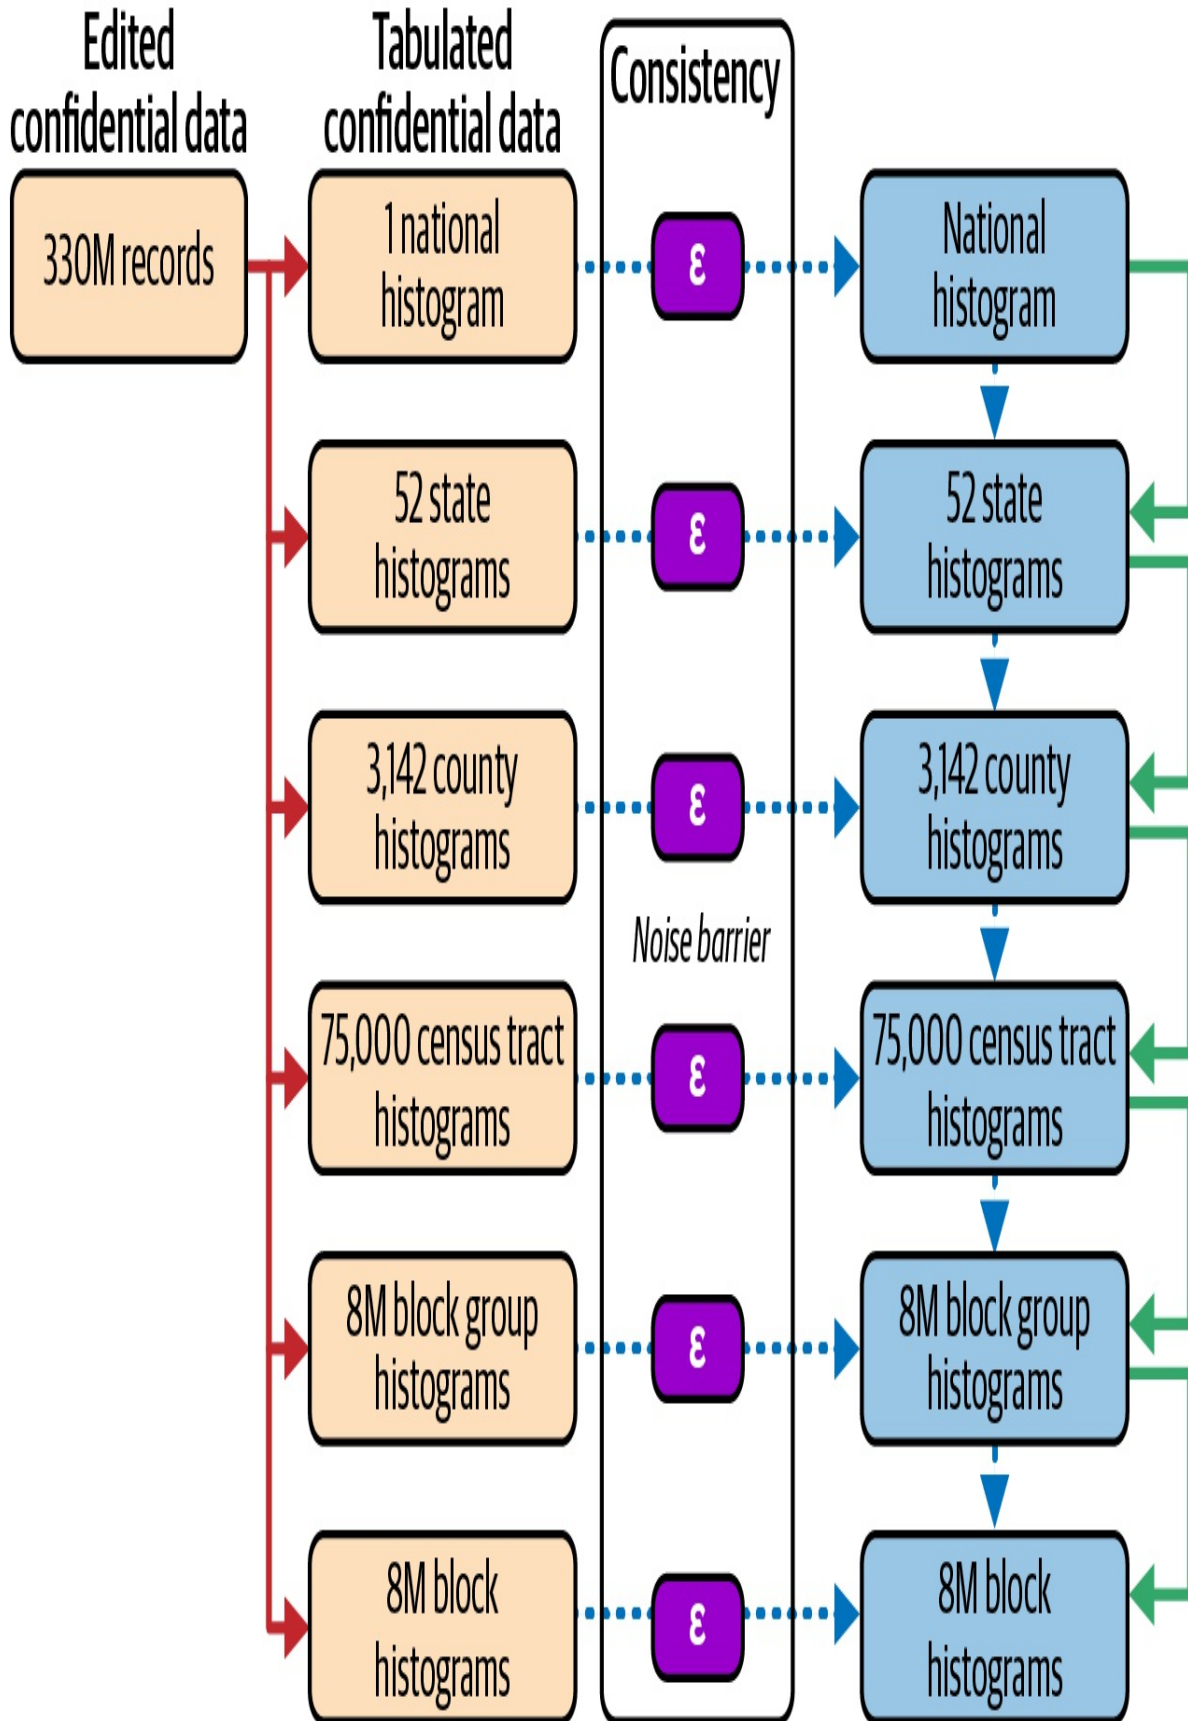 Edited
confidential data
Tabulated
confidential data
Consistency
330M records
1 national
histogram
ε
National
histogram
52 state
histograms
ε
52 state
histograms
3,142 county
histograms
ε
3,142 county
histograms
Noise barrier
75,000 census tract
histograms
ε
75,000 census tract
histograms
8M block group
histograms
ε
8M block group
histograms
8M block
histograms
ε
8M block
histograms